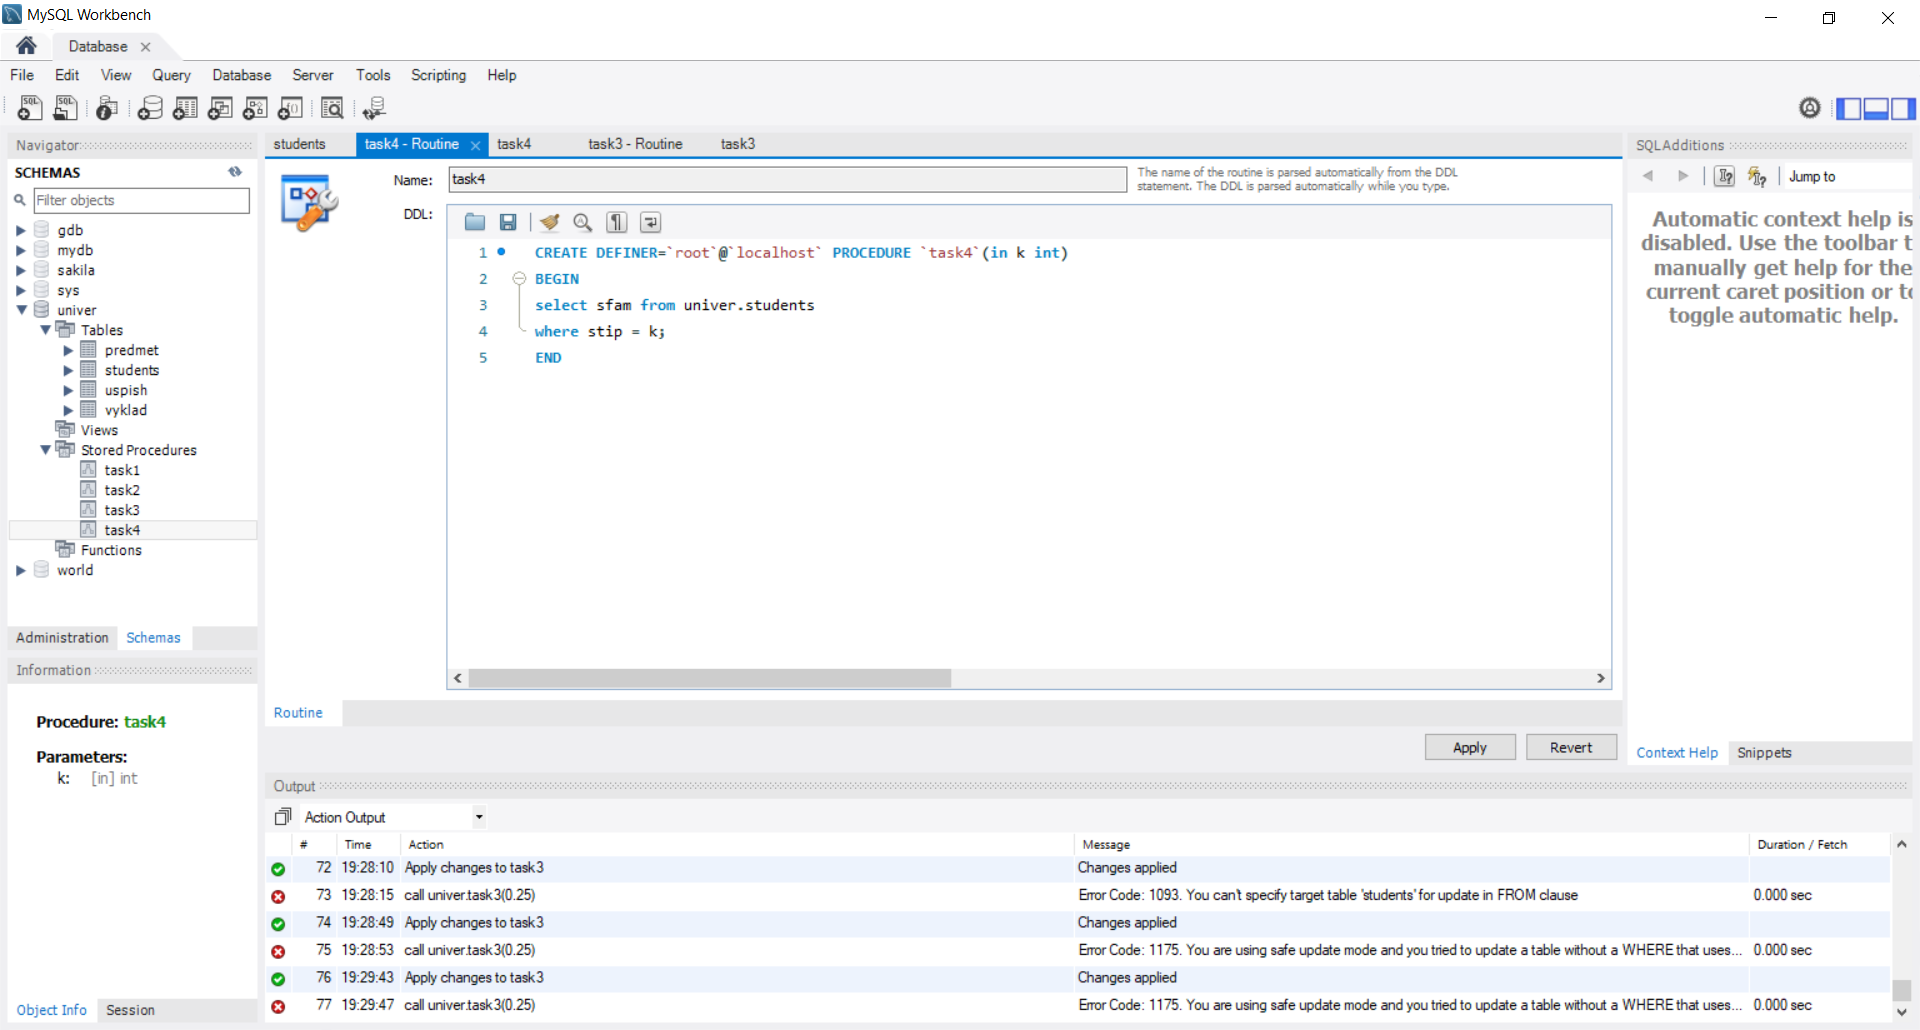 MySQL Workbench
Database
File Edit View Query Database Server Tools Scripting Help
Navigator
SCHEMAS
Filter objects
gdb
mydb
sakila
sys
univer
Tables
predmet
students
uspish
vyklad
Views
Stored Procedures
task1
task2
task3
task4
Functions
world
Administration Schemas
Information
Procedure: task4
Parameters:
k: [in] int
Object Info Session
students task4 - Routine task4 task3 - Routine task3
Name: task4
The name of the routine is parsed automatically from the DDL
statement. The DDL is parsed automatically while you type.
DDL:
1 CREATE DEFINER=`root`@`localhost` PROCEDURE `task4`(in k int)
2 BEGIN
3 select sfam from univer.students
4 where stip = k;
5 END
Routine
Apply Revert
SQLAdditions
Jump to
Automatic context help is
disabled. Use the toolbar t
manually get help for the
current caret position or to
toggle automatic help.
Context Help Snippets
Output
Action Output
# Time Action Message Duration / Fetch
72 19:28:10 Apply changes to task3 Changes applied
73 19:28:15 call univer.task3(0.25) Error Code: 1093. You can't specify target table 'students' for update in FROM clause 0.000 sec
74 19:28:49 Apply changes to task3 Changes applied
75 19:28:53 call univer.task3(0.25) Error Code: 1175. You are using safe update mode and you tried to update a table without a WHERE that uses... 0.000 sec
76 19:29:43 Apply changes to task3 Changes applied
77 19:29:47 call univer.task3(0.25) Error Code: 1175. You are using safe update mode and you tried to update a table without a WHERE that uses... 0.000 sec